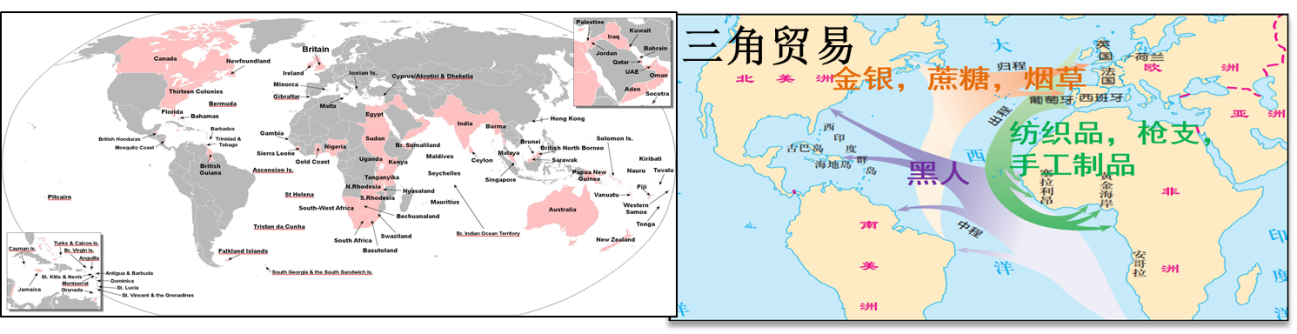 Britain
Canada
Newfoundland
Ireland
Ionian Is.
Cyprus/Akrotiri & Dhekelia
Minorca
Gibraltar
Malta
Thirteen Colonies
Bermuda
Florida
Bahamas
Egypt
India
Burma
Hong Kong
British Honduras
Mosquito Coast
Barbados
Trinidad &
Tobago
British
Guiana
Gambia
Sierra Leone
Gold Coast
Nigeria
Sudan
Br. Somaliland
Uganda
Kenya
Maldives
Ceylon
Malaya
Singapore
Brunei
British North Borneo
Sarawak
Solomon Is.
Papua New
Guinea
Nauru
Kiribati
Tuvalu
Ascension Is.
Tanganyika
Seychelles
St Helena
N.Rhodesia
S.Rhodesia
Nyasaland
Mauritius
Pitcairn
South-West Africa
Bechuanaland
Tristan da Cunha
Swaziland
South Africa
Basutoland
Br. Indian Ocean Territory
Vanuatu
Fiji
Western
Samoa
Tonga
Australia
New Zealand
Falkland Islands
South Georgia & the South Sandwich Is.
Palestine
Iraq
Kuwait
Jordan
Bahrain
Qatar
UAE
Oman
Aden
Socotra
Cayman Is.
Turks & Caicos Is.
Br. Virgin Is.
Anguilla
St. Kitts & Nevis
Antigua & Barbuda
Montserrat
Dominica
Jamaica
Grenada
St. Lucia
St. Vincent & the Grenadines
三角贸易
北美洲
金银，蔗糖，烟草
大
西
洋
归程
英国
荷兰
法国
欧洲
葡萄牙
西班牙
亚洲
出程
纺织品，枪支，
手工制品
西印度群岛
古巴岛
海地岛
黑人
塞拉利昂
黄金海岸
非洲
南
美
洲
中程
安哥拉
印
度
洋